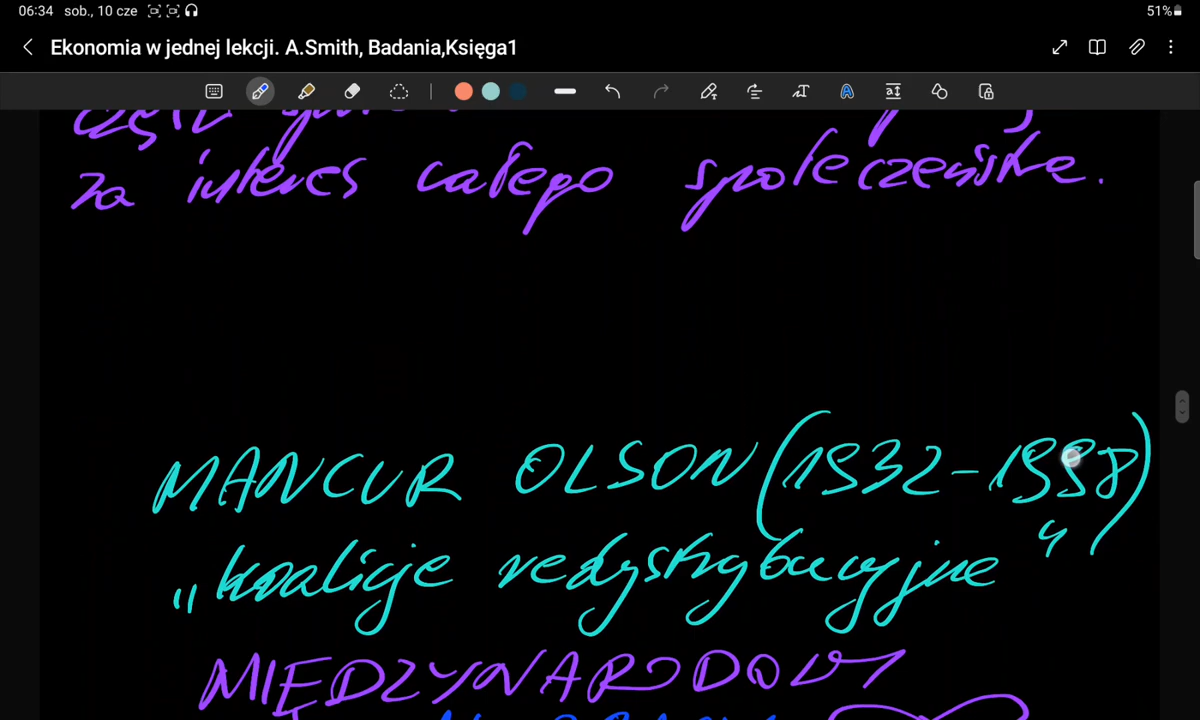 06:34 sob., 10 cze 51%
Ekonomia w jednej lekcji. A.Smith, Badania,Księga1
za interes całego społeczeństwa.
MANCUR OLSON (1932-1998)
„koalicje redystrybucyjne"
MIĘDZYNARODOWY